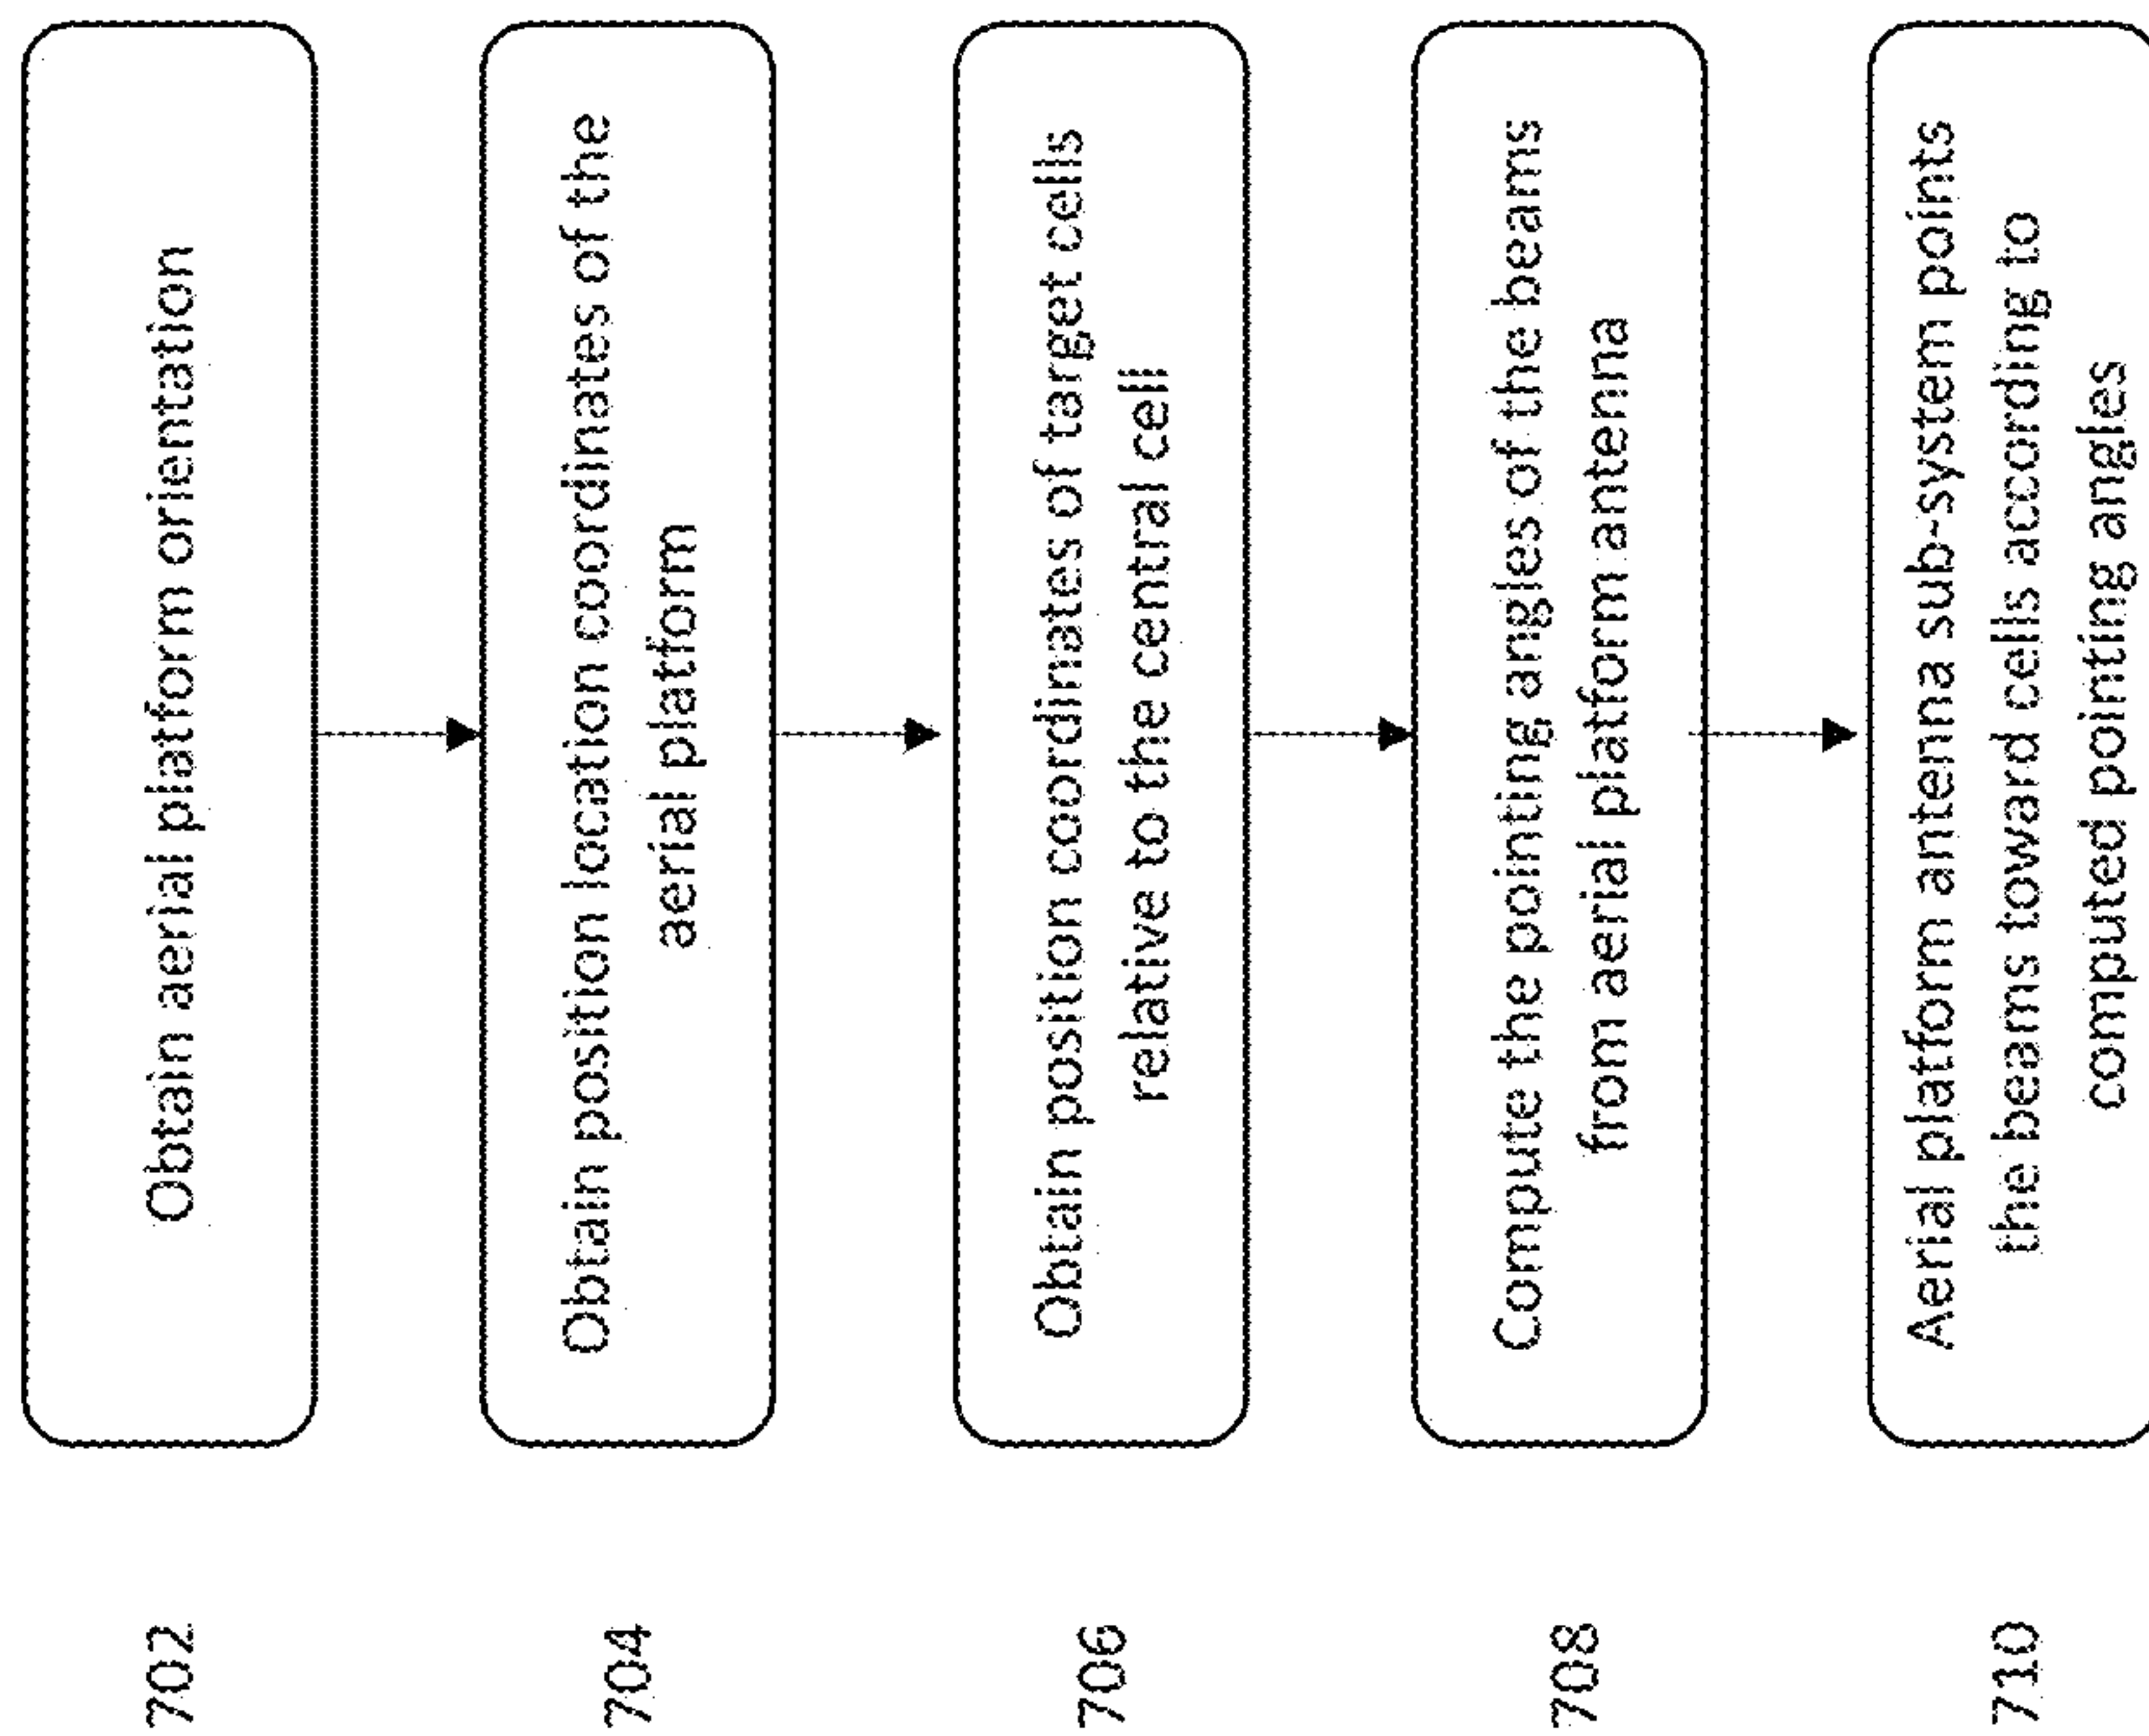 702
Obtain aerial platform orientation
704
Obtain position location coordinates of the
aerial platform
706
Obtain position coordinates of target cells
relative to the central cell
708
Compute the pointing angles of the beams
from aerial platform antenna
710
Aerial platform antenna sub-system points
the beams toward cells according to
computed pointing angles